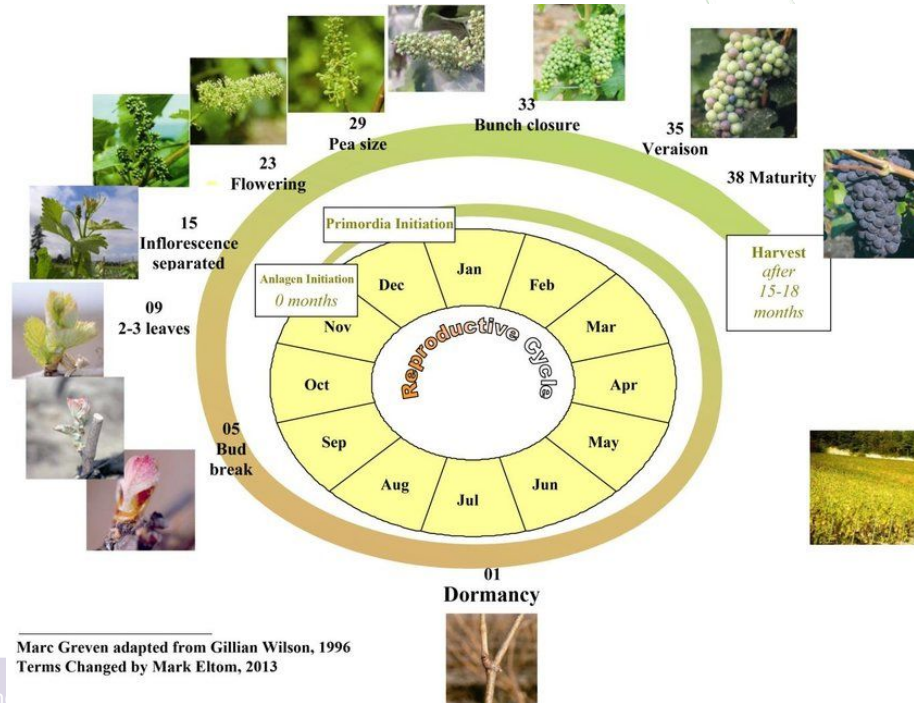 33
Bunch closure
35
Veraison
29
Pea size
38 Maturity
23
Flowering
15
Inflorescence
separated
Primordia Initiation
Harvest
after
15-18
months
Anlagen Initiation
0 months
09
2-3 leaves
05
Bud
break
01
Dormancy
Jan
Feb
Mar
Apr
May
Jun
Jul
Aug
Sep
Oct
Nov
Dec
Reproductive Cycle
Marc Greven adapted from Gillian Wilson, 1996
Terms Changed by Mark Eltom, 2013